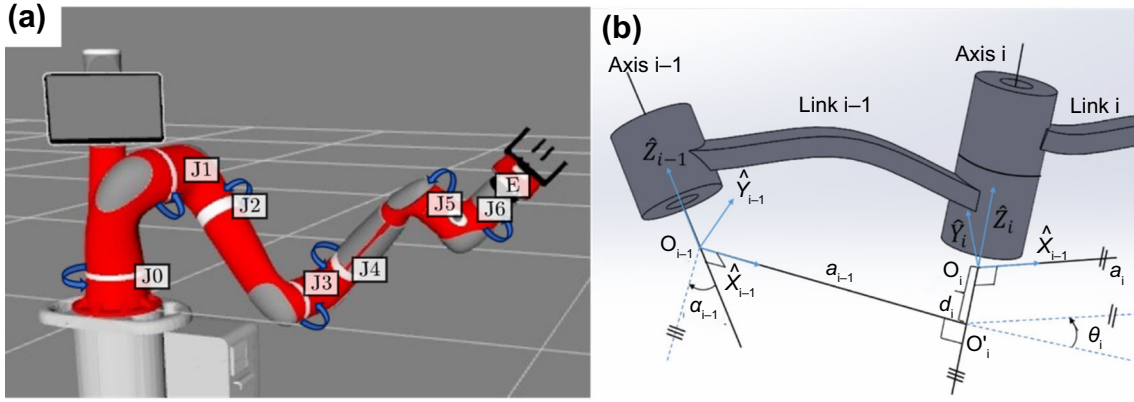 (a)
J1
J2
J0
J3
J4
J5
J6
E
(b)
Axis i–1
Axis i
Link i–1
Link i
Ẑi–1
Ŷi–1
Ẑi
Ŷi
X̂i–1
Oi–1
X̂i–1
ai–1
Oi
ai
αi–1
di
O'i
θi